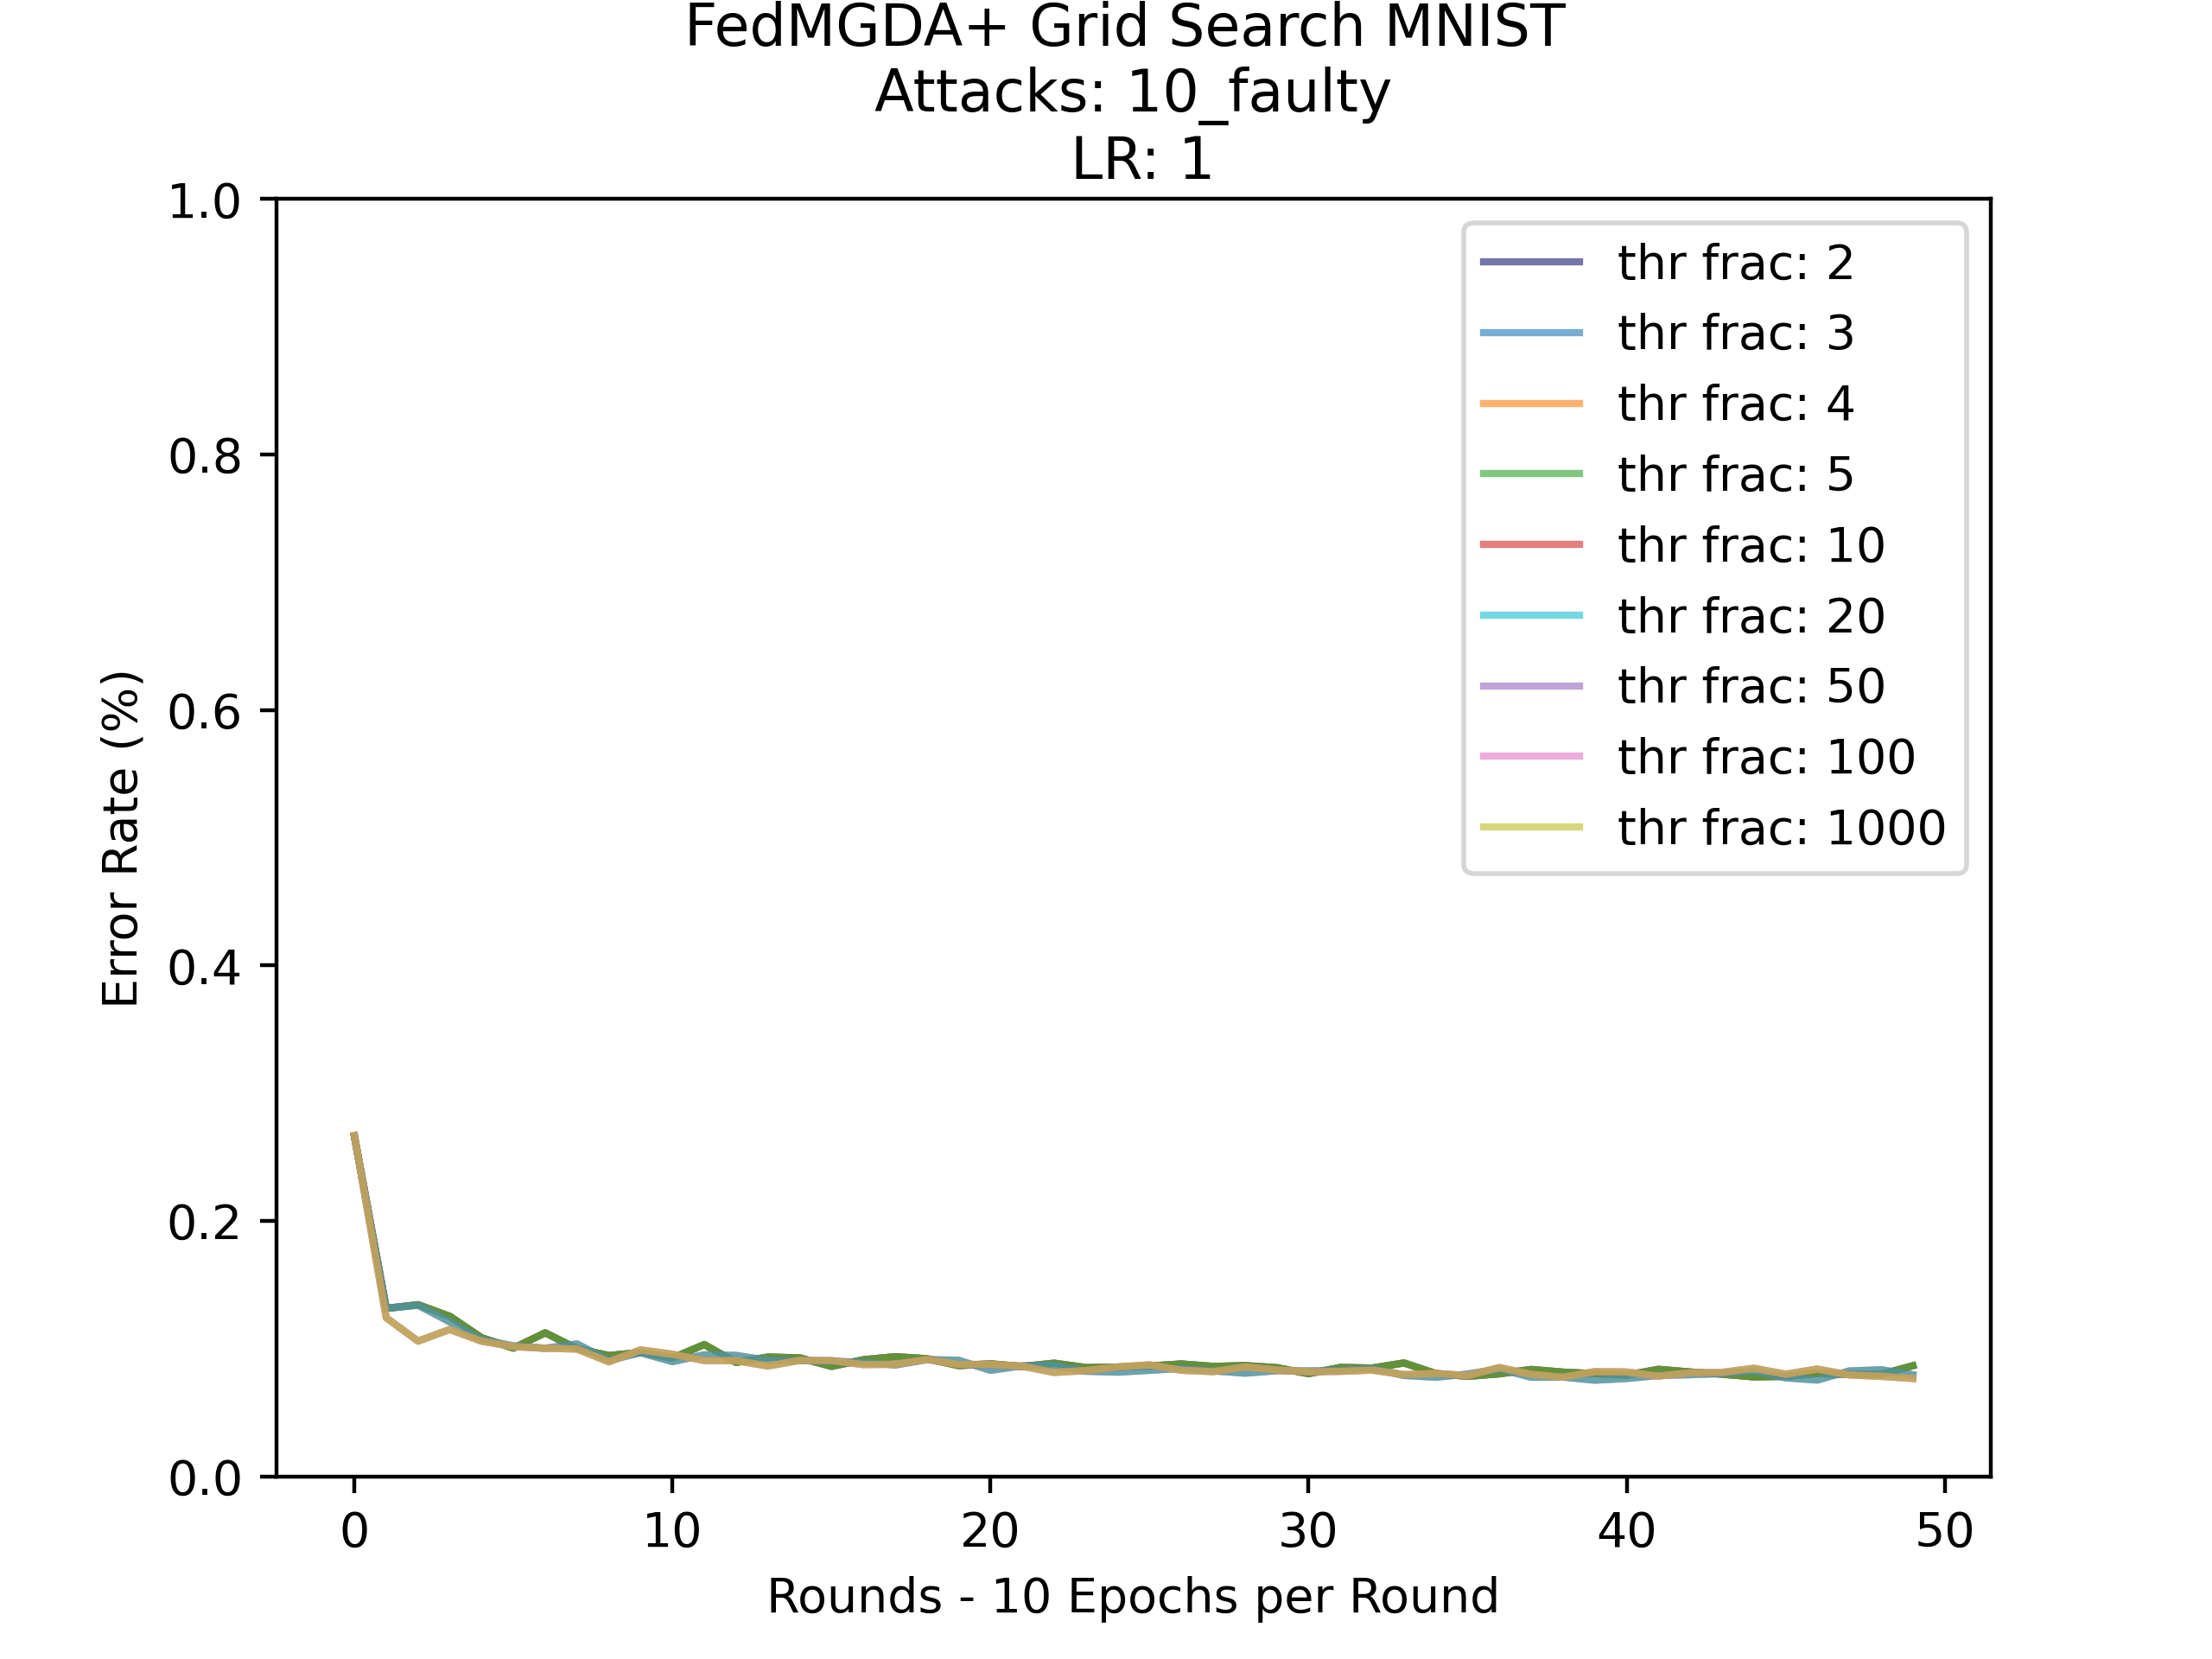 FedMGDA+ Grid Search MNIST
Attacks: 10_faulty
LR: 1
1.0
0.8
0.6
0.4
0.2
0.0
Error Rate (%)
thr frac: 2
thr frac: 3
thr frac: 4
thr frac: 5
thr frac: 10
thr frac: 20
thr frac: 50
thr frac: 100
thr frac: 1000
0 10 20 30 40 50
Rounds - 10 Epochs per Round